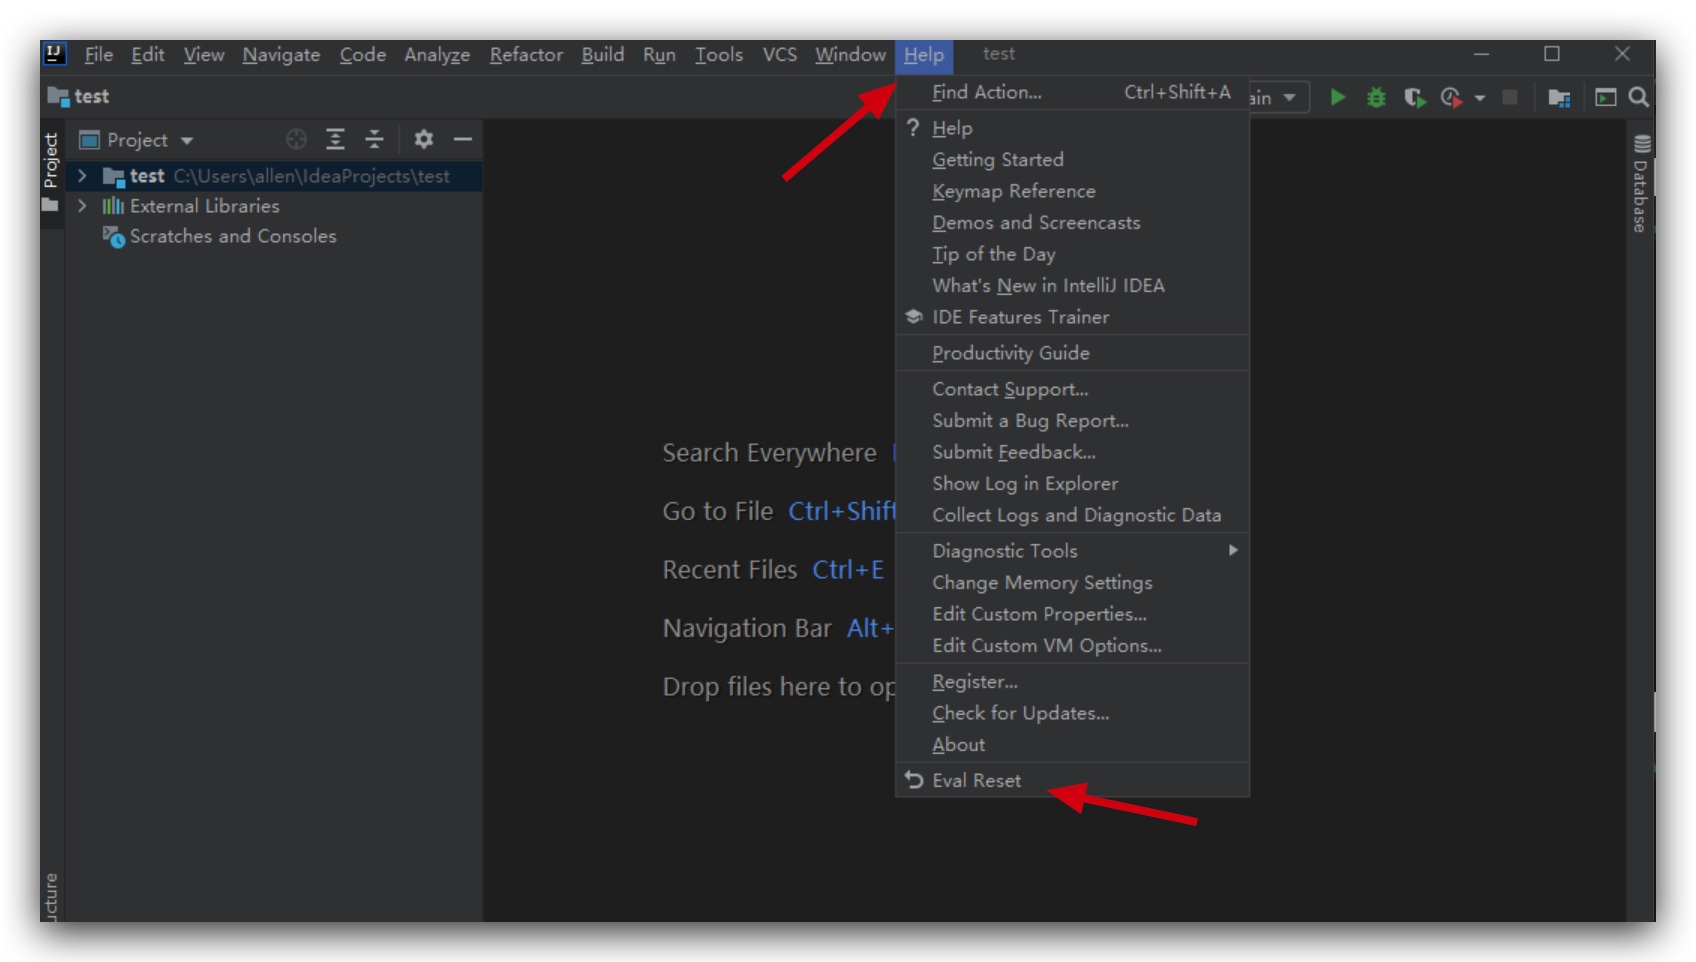 IJ File Edit View Navigate Code Analyze Refactor Build Run Tools VCS Window Help test
test
Project
Project
test C:\Users\allen\IdeaProjects\test
External Libraries
Scratches and Consoles
Find Action... Ctrl+Shift+A
? Help
Getting Started
Keymap Reference
Demos and Screencasts
Tip of the Day
What's New in IntelliJ IDEA
IDE Features Trainer
Productivity Guide
Contact Support...
Submit a Bug Report...
Submit Feedback...
Show Log in Explorer
Collect Logs and Diagnostic Data
Diagnostic Tools
Change Memory Settings
Edit Custom Properties...
Edit Custom VM Options...
Register...
Check for Updates...
About
Eval Reset
Search Everywhere
Go to File Ctrl+Shift
Recent Files Ctrl+E
Navigation Bar Alt+
Drop files here to op
Database
ucture